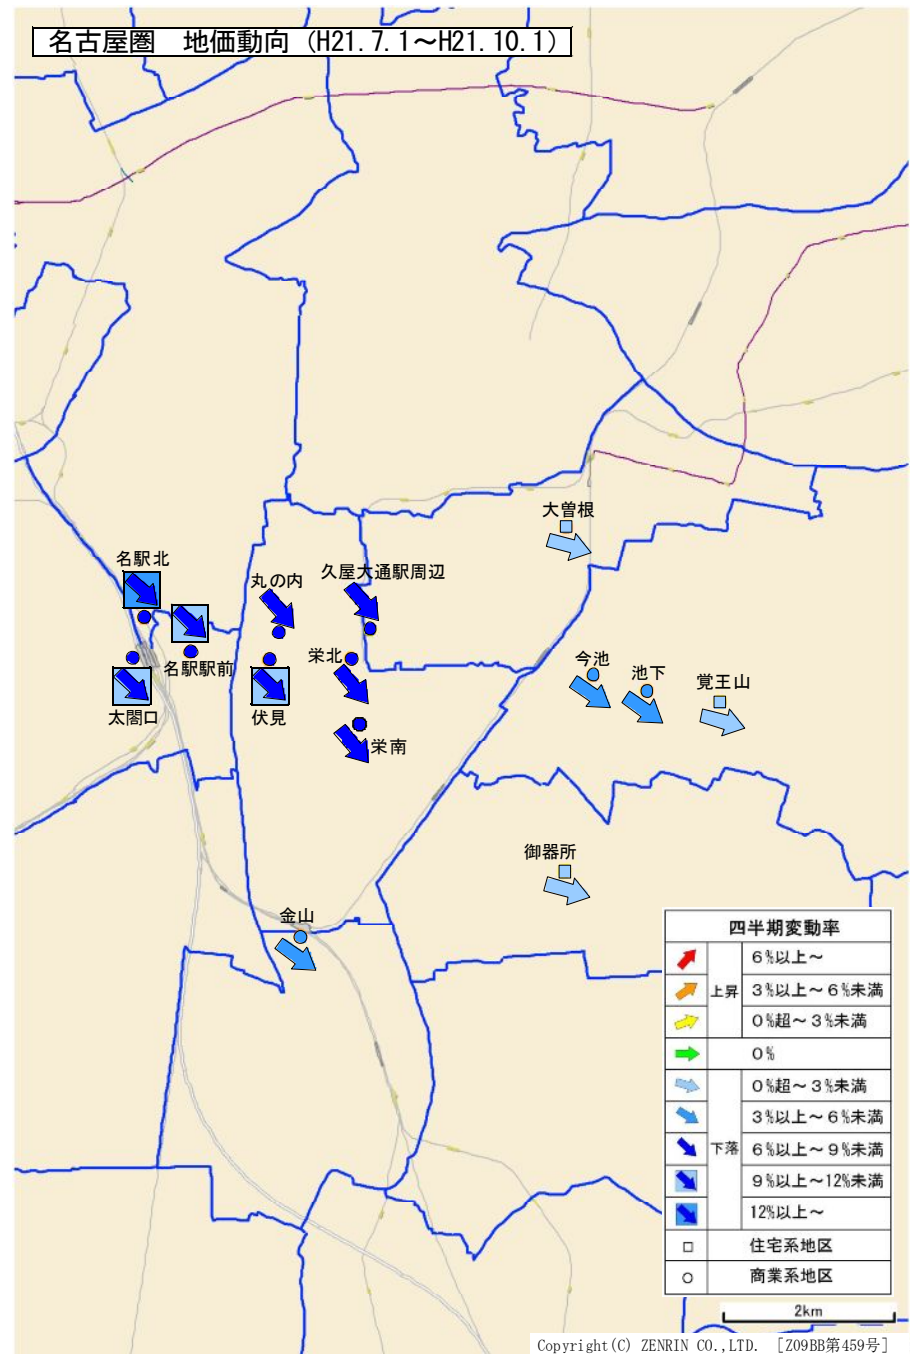 名古屋圏　地価動向（H21.7.1～H21.10.1）
大曽根
名駅北
丸の内
久屋大通駅周辺
名駅駅前
栄北
今池
池下
覚王山
太閤口
伏見
栄南
御器所
金山
四半期変動率
上昇
６%以上～
３%以上～６%未満
０%超～３%未満
０%
下落
０%超～３%未満
３%以上～６%未満
６%以上～９%未満
９%以上～12%未満
12%以上～
住宅系地区
商業系地区
2km
Copyright(C) ZENRIN CO.,LTD. ［Z09BB第459号］